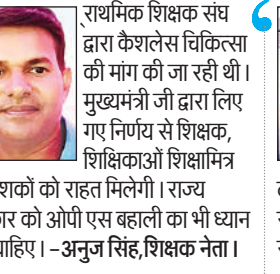 राथमिक शिक्षक संघ
द्वारा कैशलेस चिकित्सा
की मांग की जा रही थी।
मुख्यमंत्री जी द्वारा लिए
गए निर्णय से शिक्षक,
शिक्षिकाओं शिक्षामित्र
शकों को राहत मिलेगी। राज्य
कार को ओपी एस बहाली का भी ध्यान
चाहिए। -अनुज सिंह,शिक्षक नेता।